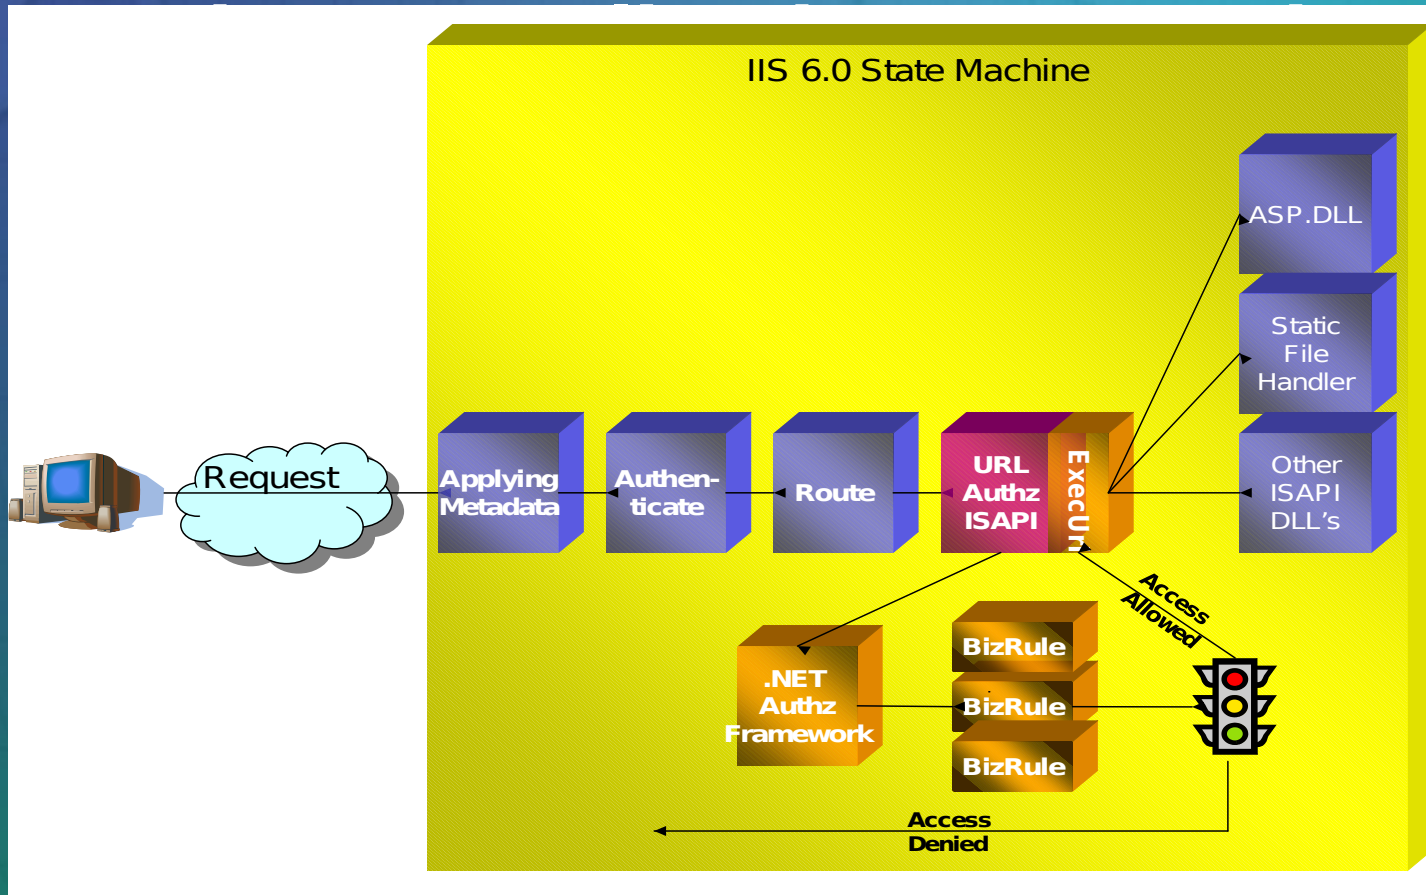 IIS 6.0 State Machine
ASP.DLL
Static
File
Handler
Request
Applying
Metadata
Authen-
ticate
Route
URL
Authz
ISAPI
ExecUrl
Other
ISAPI
DLL's
Access
Allowed
.NET
Authz
Framework
BizRule
BizRule
BizRule
Access
Denied